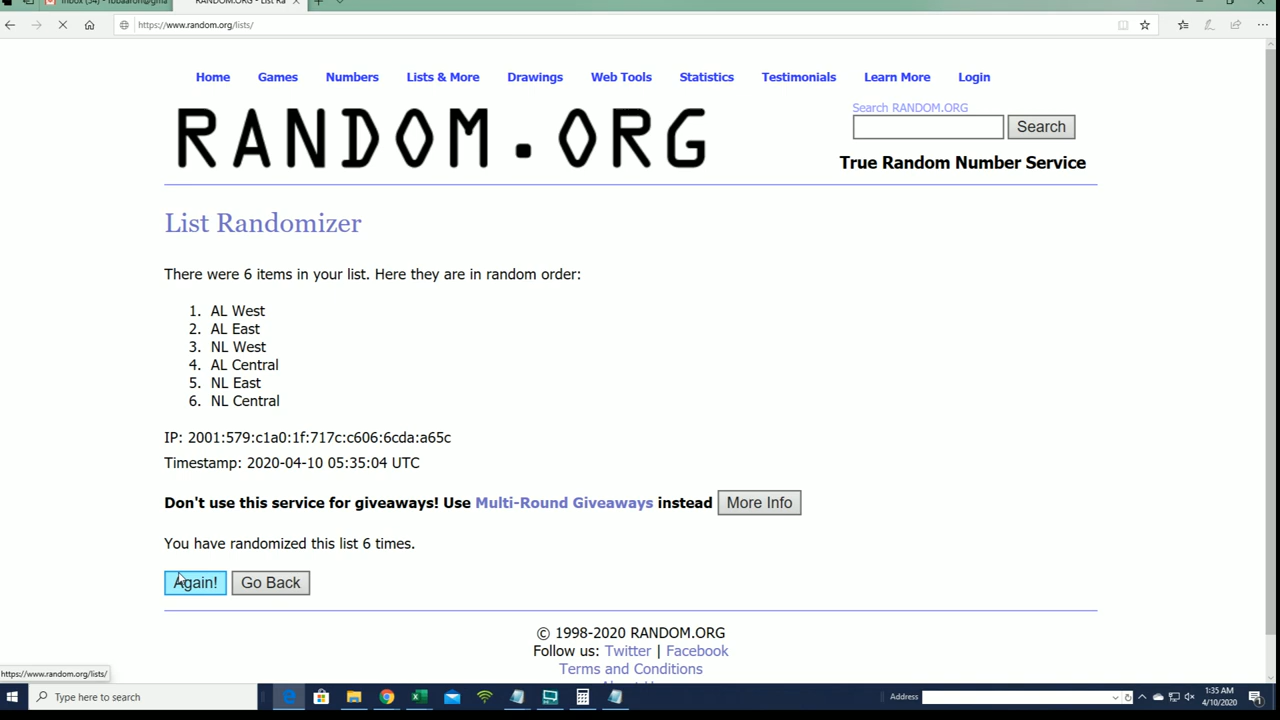 RANDOM.ORG - List Ra
https://www.random.org/lists/
Home Games Numbers Lists & More Drawings Web Tools Statistics Testimonials Learn More Login
RANDOM.ORG
Search RANDOM.ORG
Search
True Random Number Service
List Randomizer
There were 6 items in your list. Here they are in random order:
1. AL West
2. AL East
3. NL West
4. AL Central
5. NL East
6. NL Central
IP: 2001:579:c1a0:1f:717c:c606:6cda:a65c
Timestamp: 2020-04-10 05:35:04 UTC
Don't use this service for giveaways! Use Multi-Round Giveaways instead More Info
You have randomized this list 6 times.
Again! Go Back
© 1998-2020 RANDOM.ORG
Follow us: Twitter | Facebook
Terms and Conditions
https://www.random.org/lists/
Type here to search
Address
1:35 AM
4/10/2020